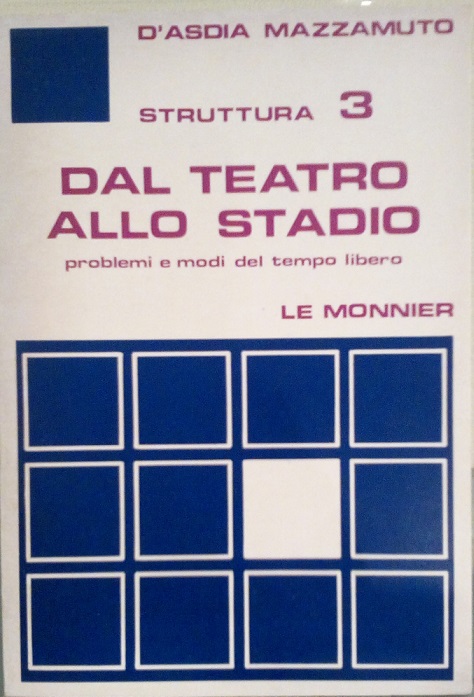 D'ASDIA MAZZAMUTO
STRUTTURA 3
DAL TEATRO
ALLO STADIO
problemi e modi del tempo libero
LE MONNIER